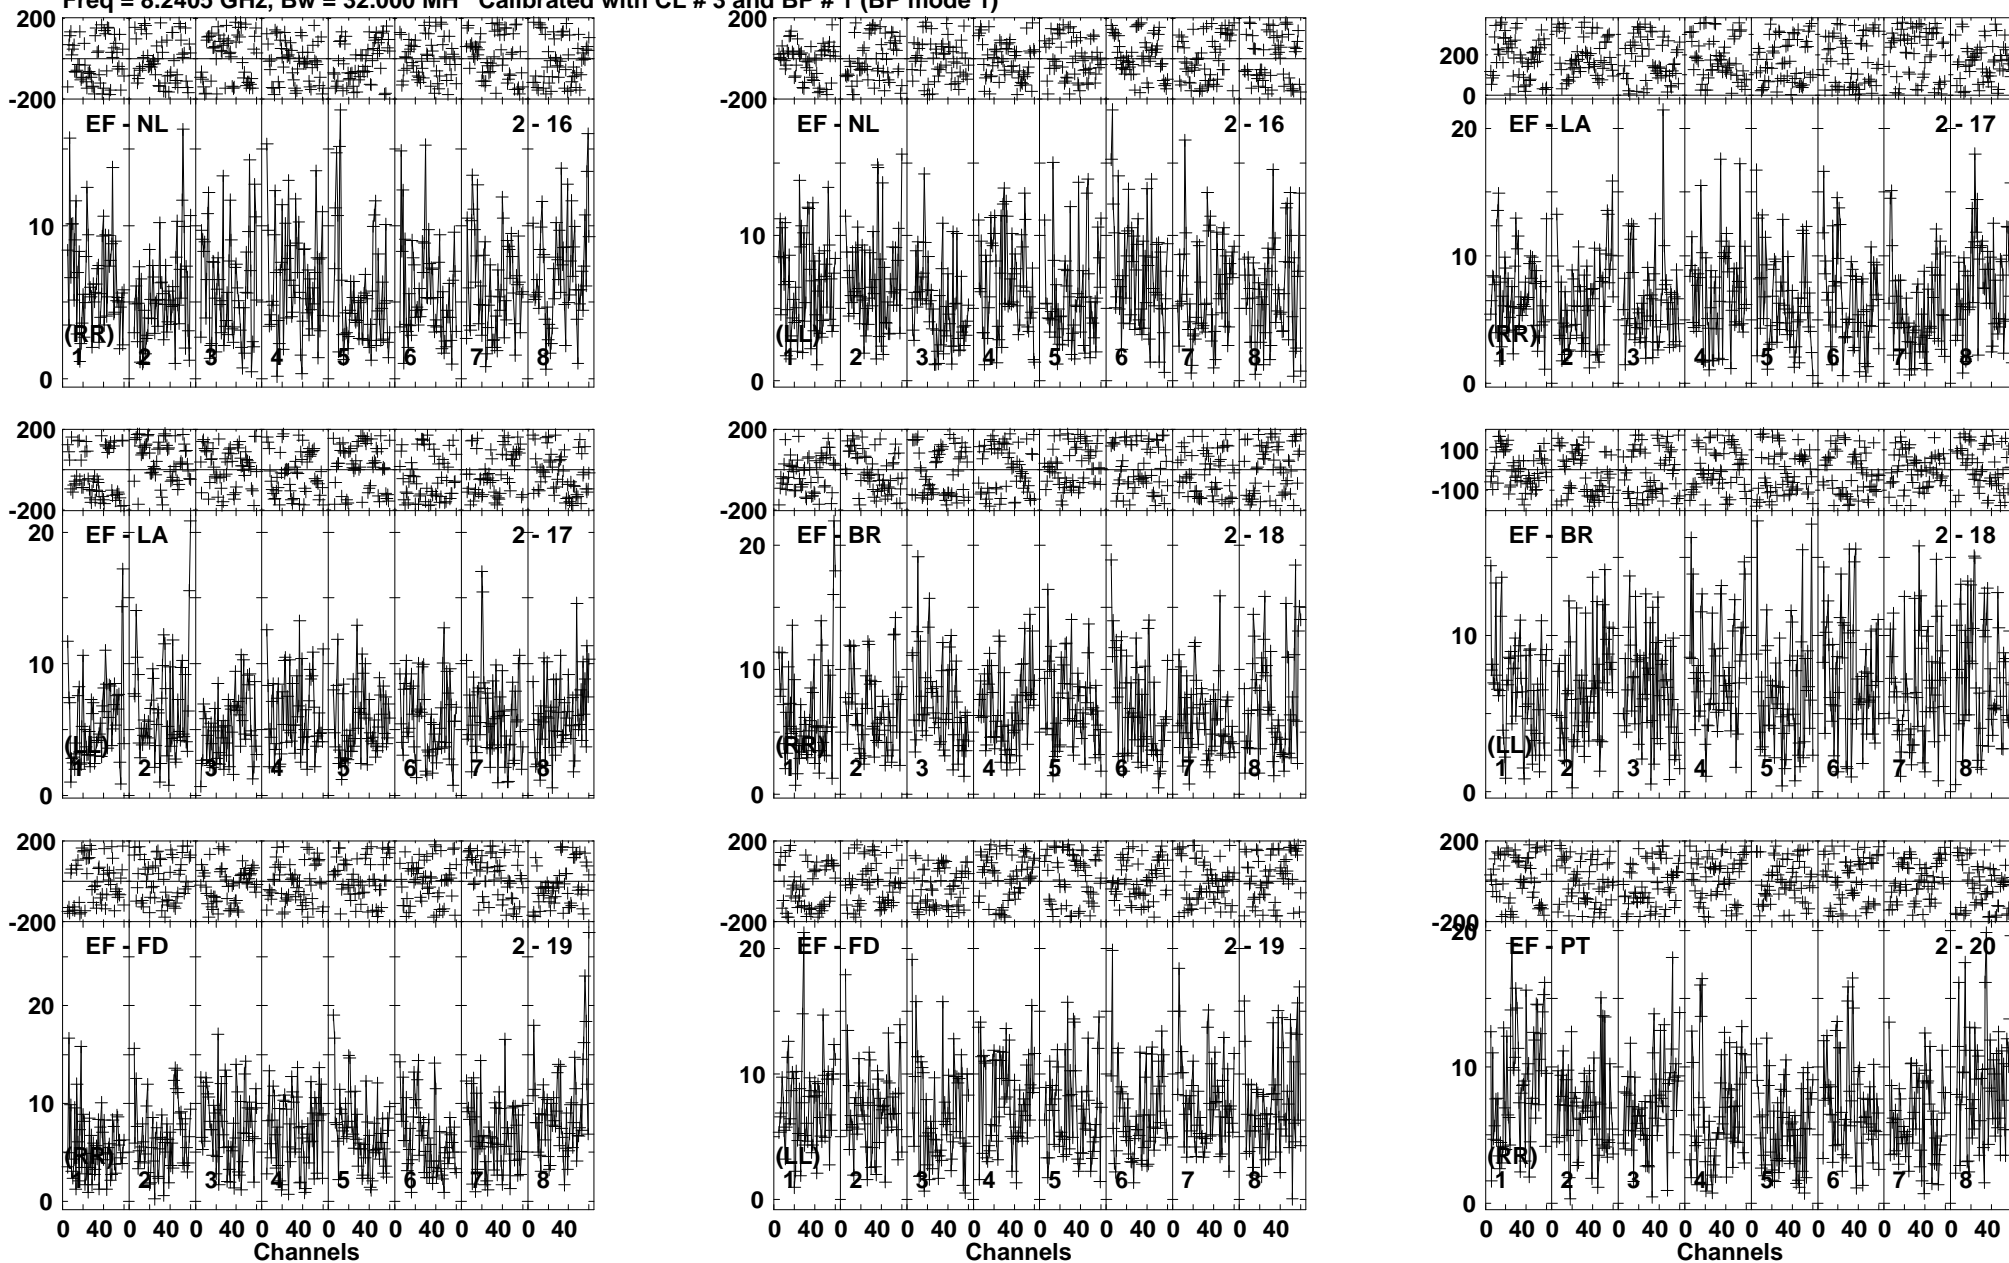 Freq = 8.2405 GHz, Bw = 32.000 MH Calibrated with CL # 3 and BP # 1 (BP mode 1)
200 200
-200 -200 200 0
EF - NL 2 - 16 EF - NL 2 - 16 EF - LA 2 - 17
20
10 10 10
(RR) (LL) (RR)
1 2 3 4 5 6 7 8 1 2 3 4 5 6 7 8 1 2 3 4 5 6 7 8
0 0 0
200 200 100
-200 -200 -100
EF - LA 2 - 17 EF - BR 2 - 18 EF - BR 2 - 18
20 20
10 10 10
(LL) (RR) (LL)
1 2 3 4 5 6 7 8 1 2 3 4 5 6 7 8 1 2 3 4 5 6 7 8
0 0 0
200 200 200
-200 -200 -200
EF - FD 2 - 19 EF - FD 2 - 19 EF - PT 2 - 20
20 20 20
10 10 10
(RR) (LL) (RR)
1 2 3 4 5 6 7 8 1 2 3 4 5 6 7 8 1 2 3 4 5 6 7 8
0 0 0
0 40 0 40 0 40 0 40 0 40 0 40 0 40 0 40 0 40 0 40 0 40 0 40 0 40 0 40 0 40 0 40 0 40 0 40 0 40 0 40 0 40 0 40 0 40 0 40
Channels Channels Channels